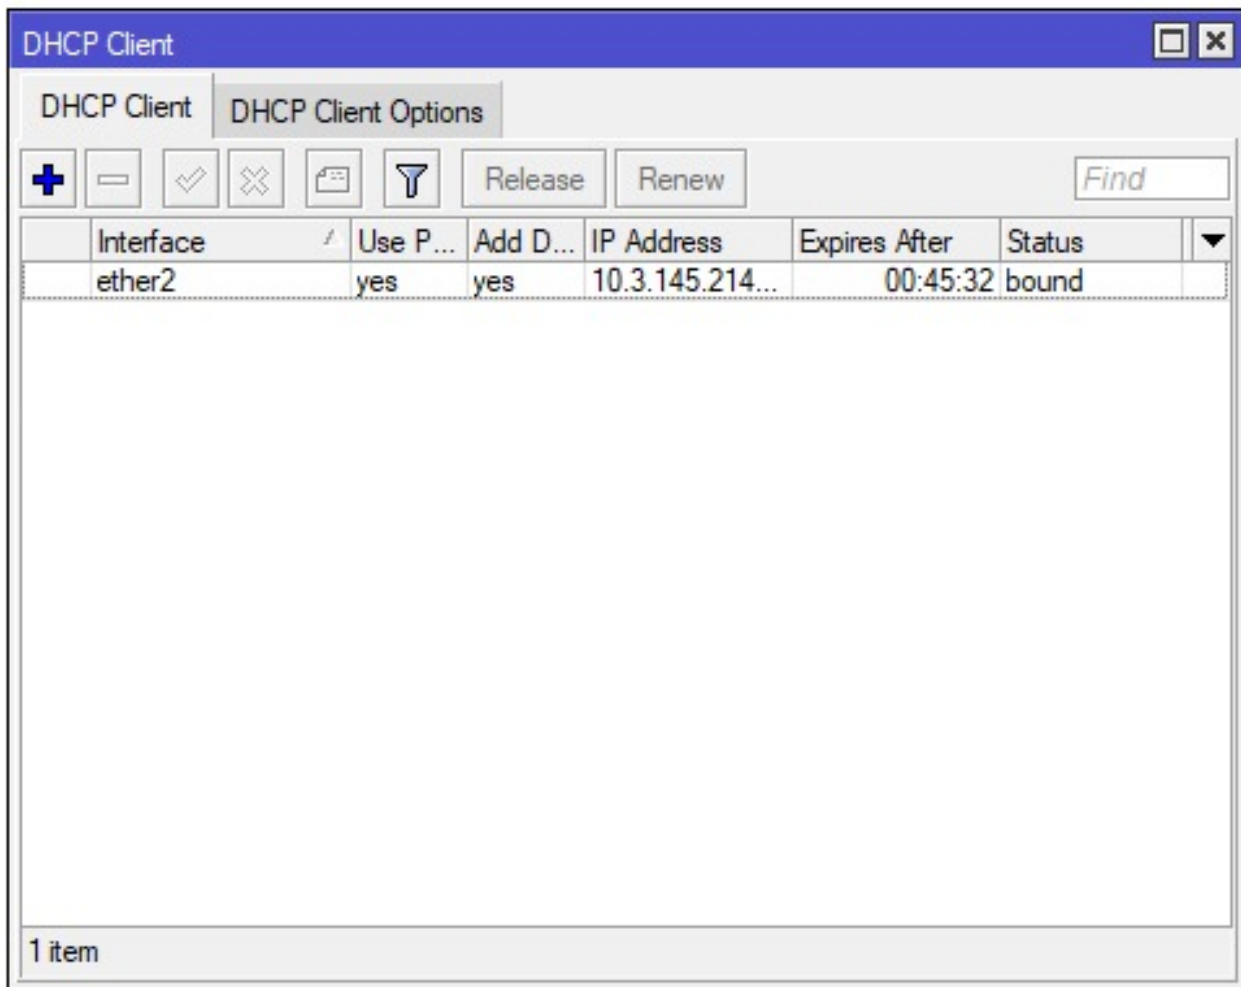 DHCP Client
DHCP Client DHCP Client Options
Release Renew Find
Interface Use P... Add D... IP Address Expires After Status
ether2 yes yes 10.3.145.214... 00:45:32 bound
1 item